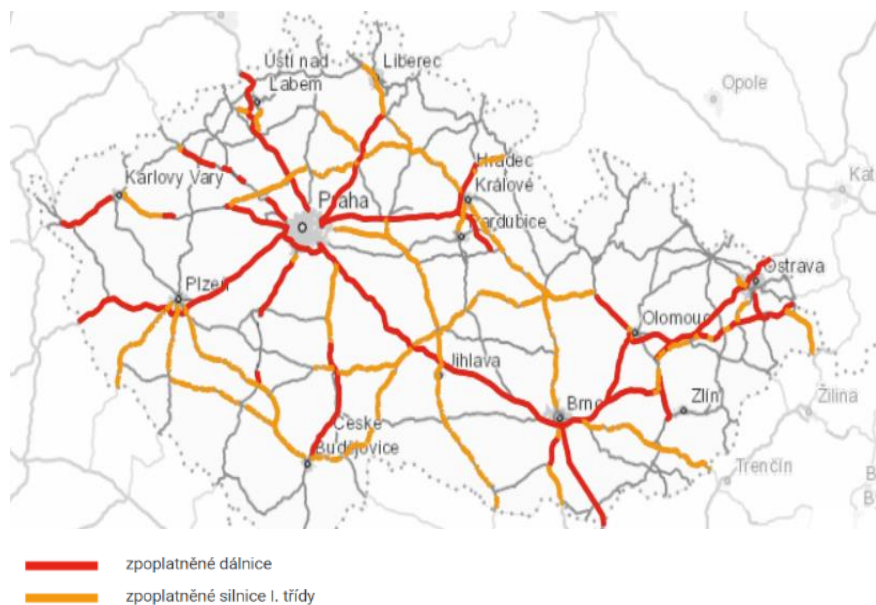 Ústí nad
Labem
Liberec
Opole
Karlovy Vary
Hradec
Králové
Praha
Pardubice
Plzeň
Ostrava
Olomouc
Jihlava
Brno
Zlín
Žilina
České
Budějovice
Trenčín
zpoplatněné dálnice
zpoplatněné silnice I. třídy